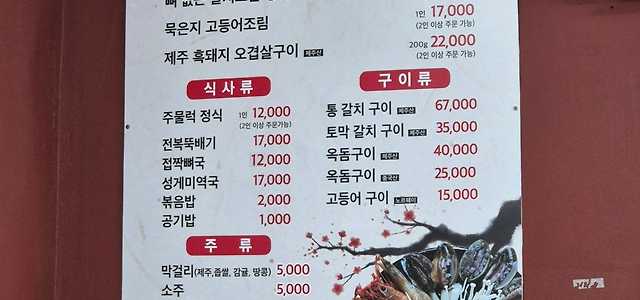 뼈 없는
묵은지 고등어조림 1인 17,000
(2인 이상 주문 가능)
제주 흑돼지 오겹살구이 제주산 200g 22,000
(2인 이상 주문 가능)
식사류
주물럭 정식 1인 12,000
(2인 이상 주문가능)
전복뚝배기 17,000
접짝뼈국 12,000
성게미역국 17,000
볶음밥 2,000
공기밥 1,000
주 류
막걸리(제주,좁쌀, 감귤, 땅콩) 5,000
소주 5,000
구이류
통 갈치 구이 제주산 67,000
토막 갈치 구이 제주산 35,000
옥돔구이 제주산 40,000
옥돔구이 중국산 25,000
고등어 구이 노르웨이 15,000